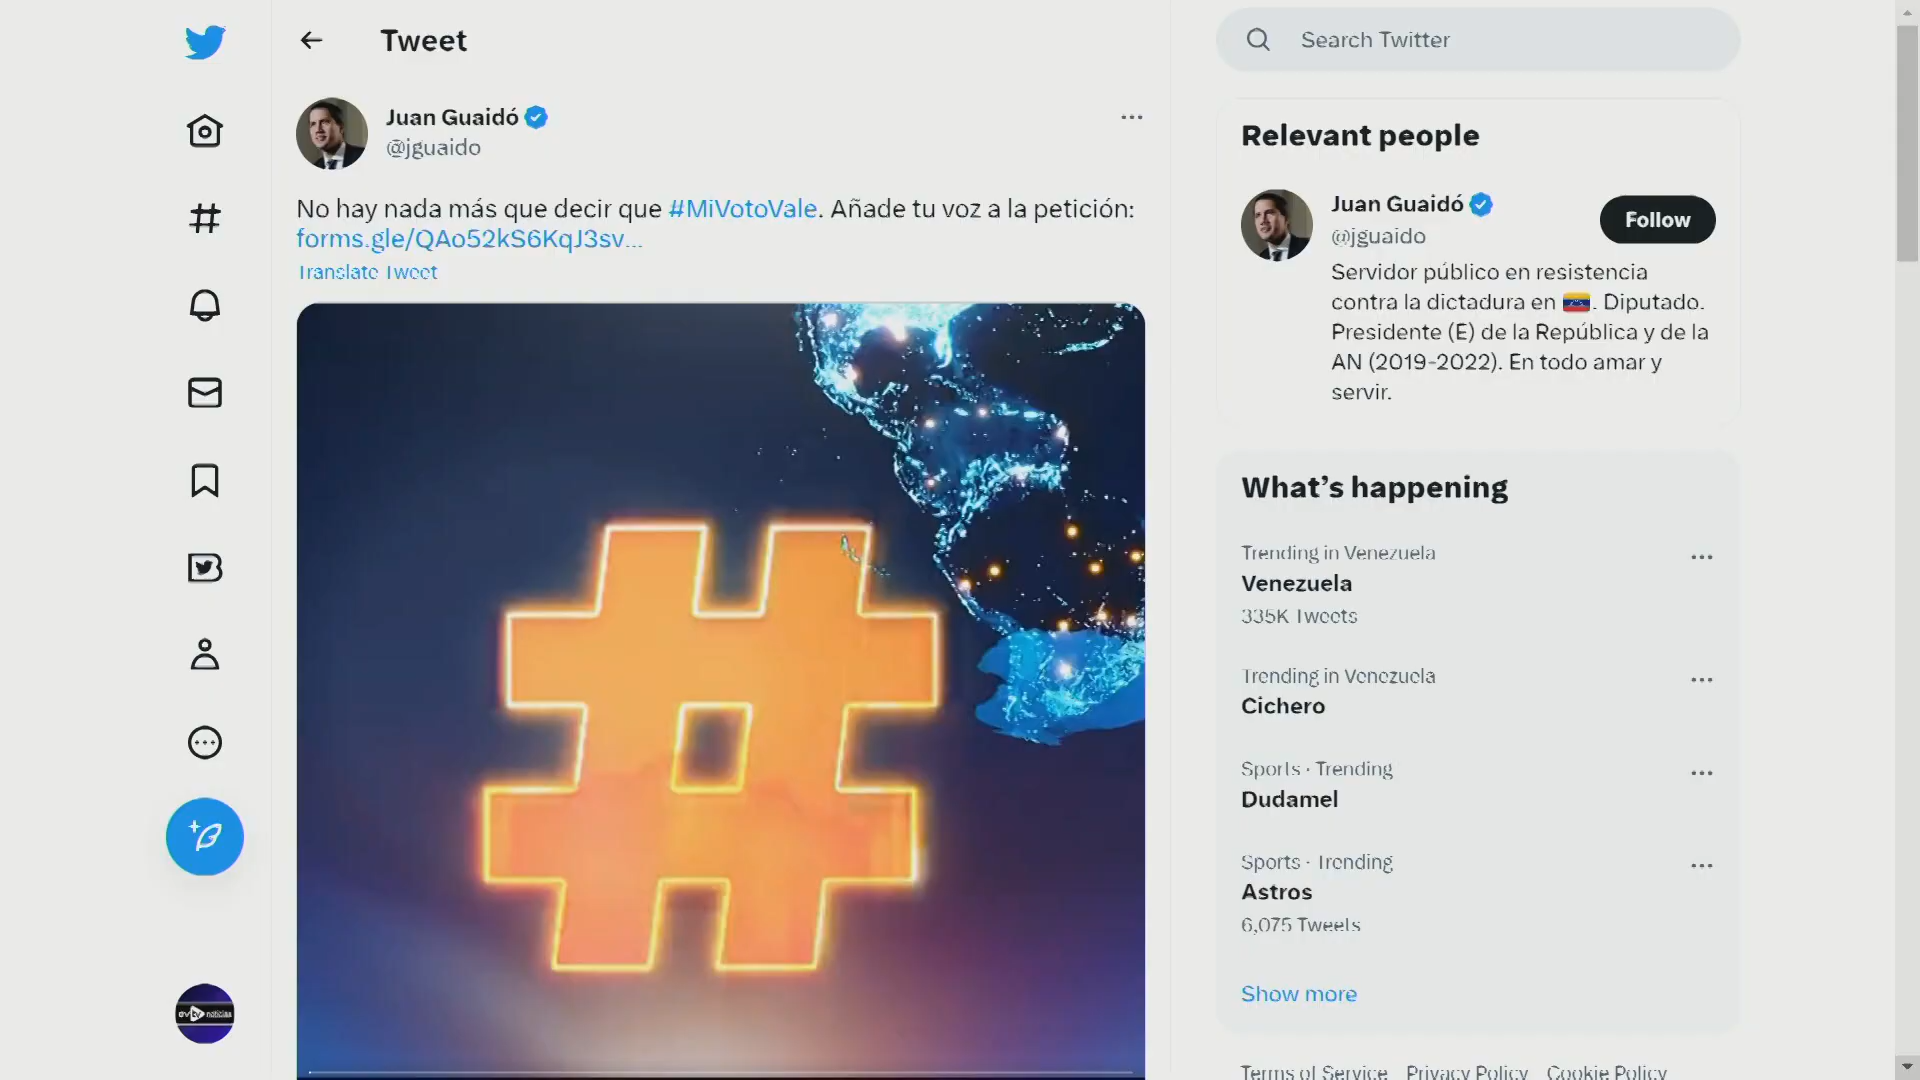 Tweet
Juan Guaidó
@jguaido
No hay nada más que decir que #MiVotoVale. Añade tu voz a la petición:
forms.gle/QAo52kS6KqJ3sv...
Translate Tweet
Search Twitter
Relevant people
Juan Guaidó
@jguaido
Follow
Servidor público en resistencia
contra la dictadura en 🇻🇪. Diputado.
Presidente (E) de la República y de la
AN (2019-2022). En todo amar y
servir.
What's happening
Trending in Venezuela
Venezuela
335K Tweets
Trending in Venezuela
Cichero
Sports · Trending
Dudamel
Sports · Trending
Astros
6,075 Tweets
Show more
Terms of Service Privacy Policy Cookie Policy
evtv noticias